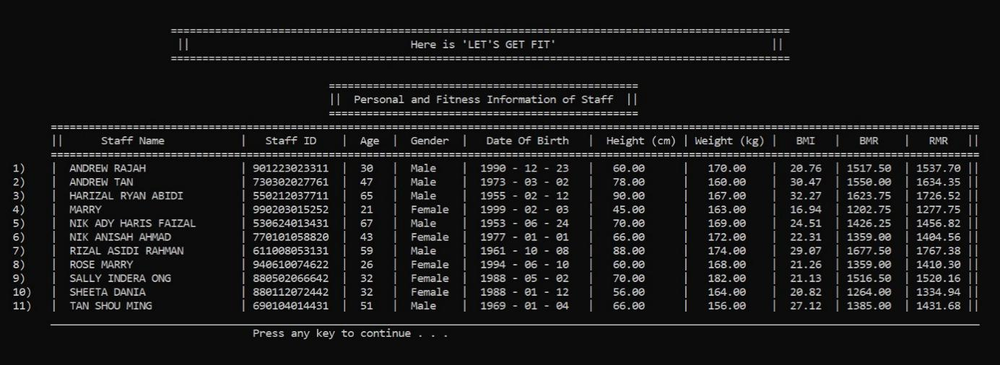 Here is 'LET'S GET FIT'
Personal and Fitness Information of Staff
|| Staff Name | Staff ID | Age | Gender | Date Of Birth | Height (cm) | Weight (kg) | BMI | BMR | RMR ||
1) | ANDREW RAJAH | 901223023311 | 30 | Male | 1990 - 12 - 23 | 60.00 | 170.00 | 20.76 | 1517.50 | 1537.70 ||
2) | ANDREW TAN | 730302027761 | 47 | Male | 1973 - 03 - 02 | 78.00 | 160.00 | 30.47 | 1550.00 | 1634.35 ||
3) | HARIZAL RYAN ABIDI | 550212037711 | 65 | Male | 1955 - 02 - 12 | 90.00 | 167.00 | 32.27 | 1623.75 | 1726.52 ||
4) | MARRY | 990203015252 | 21 | Female | 1999 - 02 - 03 | 45.00 | 163.00 | 16.94 | 1202.75 | 1277.75 ||
5) | NIK ADY HARIS FAIZAL | 530624013431 | 67 | Male | 1953 - 06 - 24 | 70.00 | 169.00 | 24.51 | 1426.25 | 1456.82 ||
6) | NIK ANISAH AHMAD | 770101058820 | 43 | Female | 1977 - 01 - 01 | 66.00 | 172.00 | 22.31 | 1359.00 | 1404.56 ||
7) | RIZAL ASIDI RAHMAN | 611008053131 | 59 | Male | 1961 - 10 - 08 | 88.00 | 174.00 | 29.07 | 1677.50 | 1767.38 ||
8) | ROSE MARRY | 940610074622 | 26 | Female | 1994 - 06 - 10 | 60.00 | 168.00 | 21.26 | 1359.00 | 1410.30 ||
9) | SALLY INDERA ONG | 880502066642 | 32 | Female | 1988 - 05 - 02 | 70.00 | 182.00 | 21.13 | 1516.50 | 1520.16 ||
10) | SHEETA DANIA | 880112072442 | 32 | Female | 1988 - 01 - 12 | 56.00 | 164.00 | 20.82 | 1264.00 | 1334.94 ||
11) | TAN SHOU MING | 690104014431 | 51 | Male | 1969 - 01 - 04 | 66.00 | 156.00 | 27.12 | 1385.00 | 1431.68 ||
Press any key to continue . . .